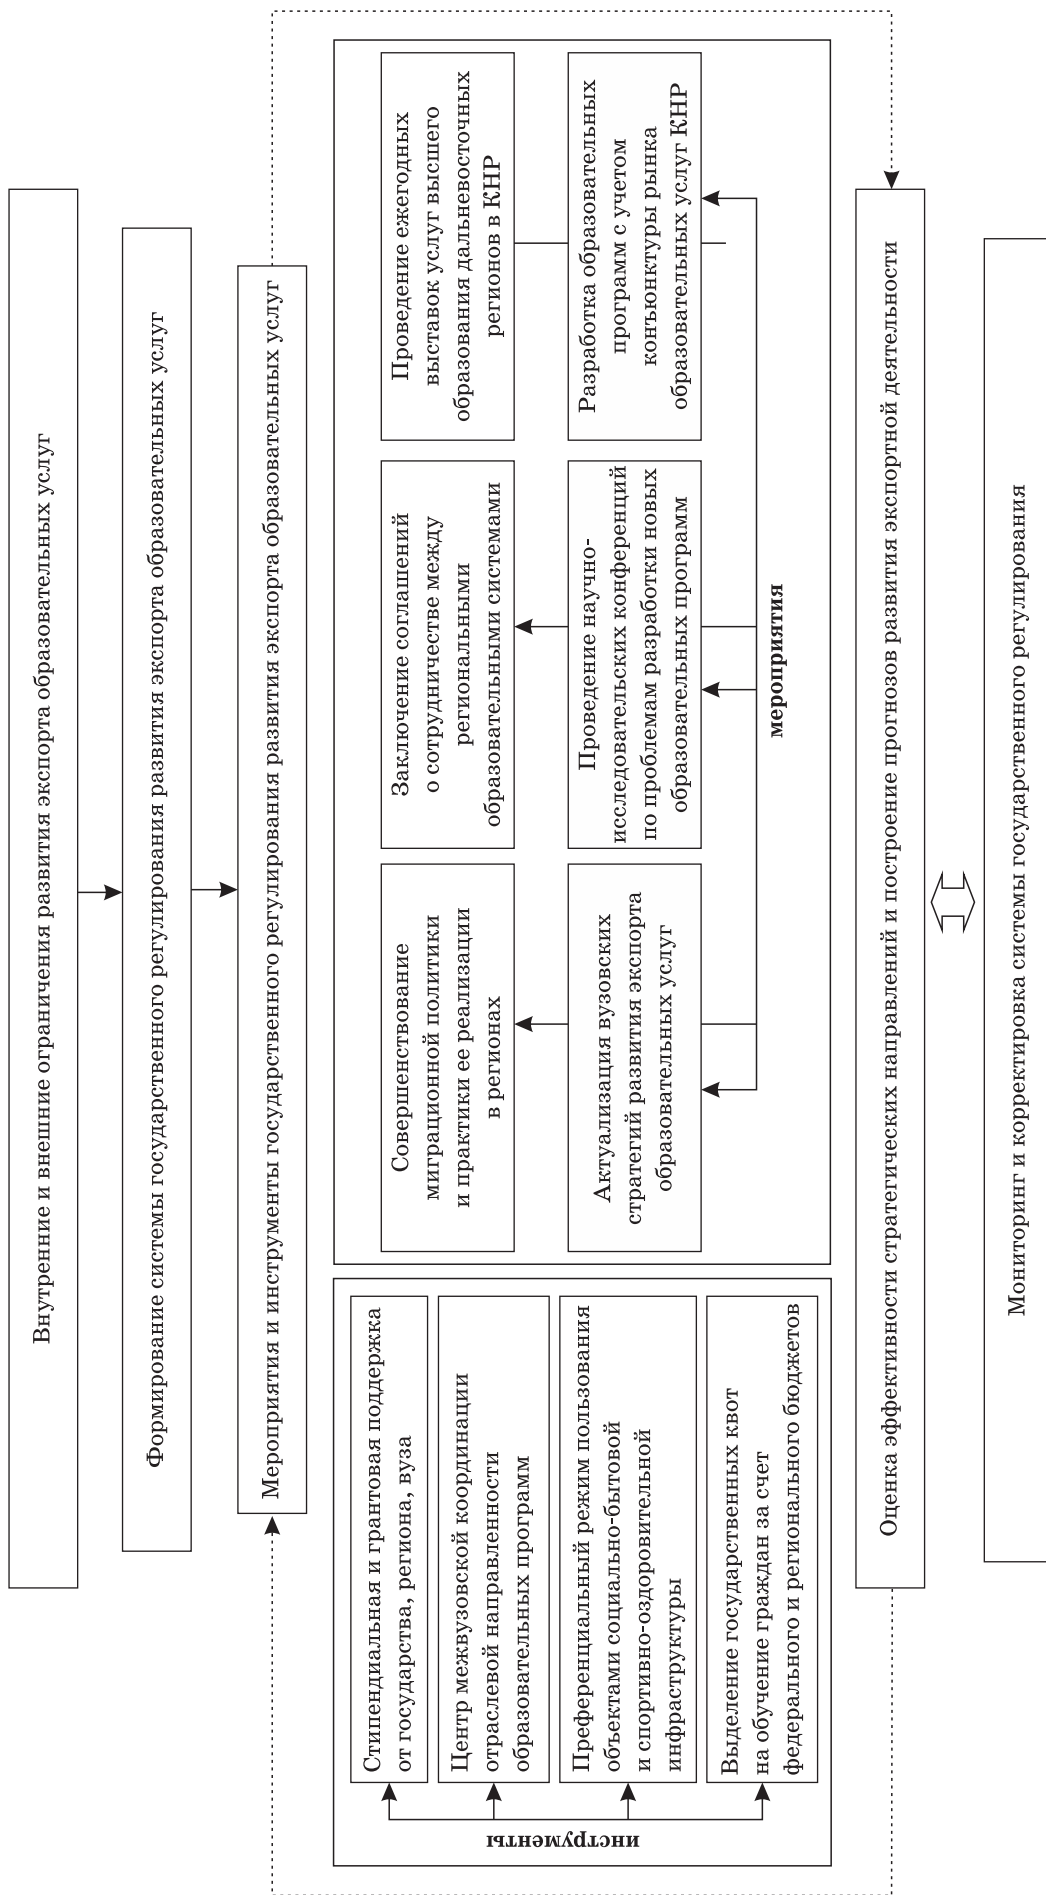 Внутренние и внешние ограничения развития экспорта образовательных услуг
Формирование системы государственного регулирования развития экспорта образовательных услуг
Мероприятия и инструменты государственного регулирования развития экспорта образовательных услуг
инструменты
Стипендиальная и грантовая поддержка
от государства, региона, вуза
Центр межвузовской координации
отраслевой направленности
образовательных программ
Преференциальный режим пользования
объектами социально-бытовой
и спортивно-оздоровительной
инфраструктуры
Выделение государственных квот
на обучение граждан за счет
федерального и регионального бюджетов
Совершенствование
миграционной политики
и практики ее реализации
в регионах
Заключение соглашений
о сотрудничестве между
региональными
образовательными системами
Проведение ежегодных
выставок услуг высшего
образования дальневосточных
регионов в КНР
Актуализация вузовских
стратегий развития экспорта
образовательных услуг
Проведение научно-
исследовательских конференций
по проблемам разработки новых
образовательных программ
Разработка образовательных
программ с учетом
конъюнктуры рынка
образовательных услуг КНР
мероприятия
Оценка эффективности стратегических направлений и построение прогнозов развития экспортной деятельности
Мониторинг и корректировка системы государственного регулирования